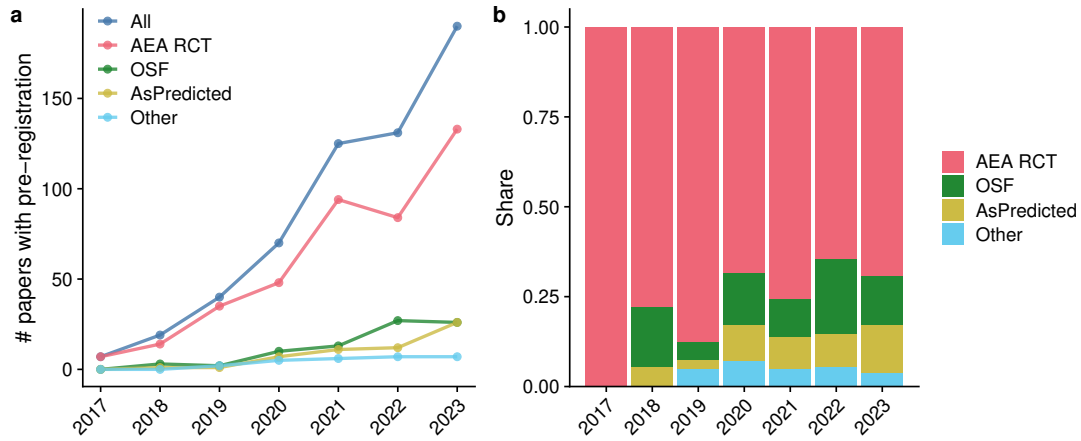 a
All
AEA RCT
OSF
AsPredicted
Other
# papers with pre−registration
150
100
50
0
2017
2018
2019
2020
2021
2022
2023
b
Share
1.00
0.75
0.50
0.25
0.00
2017
2018
2019
2020
2021
2022
2023
AEA RCT
OSF
AsPredicted
Other